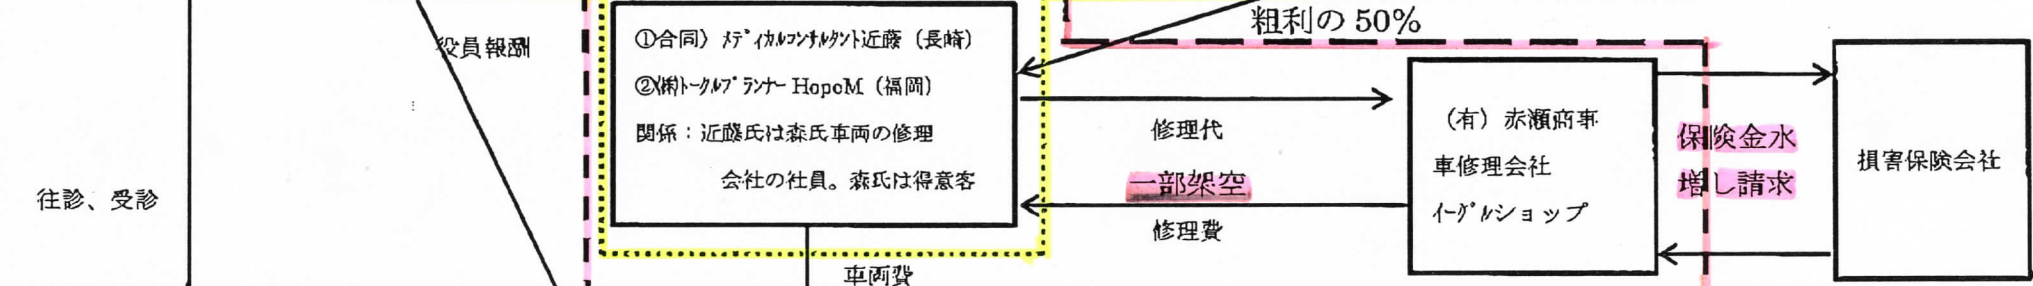 粗利の 50%
役員報酬
①合同）ﾒﾃﾞｨｶﾙｺﾝｻﾙﾀﾝﾄ近藤（長崎）
②㈱ﾄｰﾀﾙﾌﾟﾗﾝﾅｰ HopeM（福岡）
関係：近藤氏は森氏車両の修理
会社の社員。森氏は得意客
修理代
一部架空
修理費
（有）赤瀬商事
車修理会社
ｲｰｸﾞﾙショップ
保険金水
増し請求
損害保険会社
往診、受診
車両費